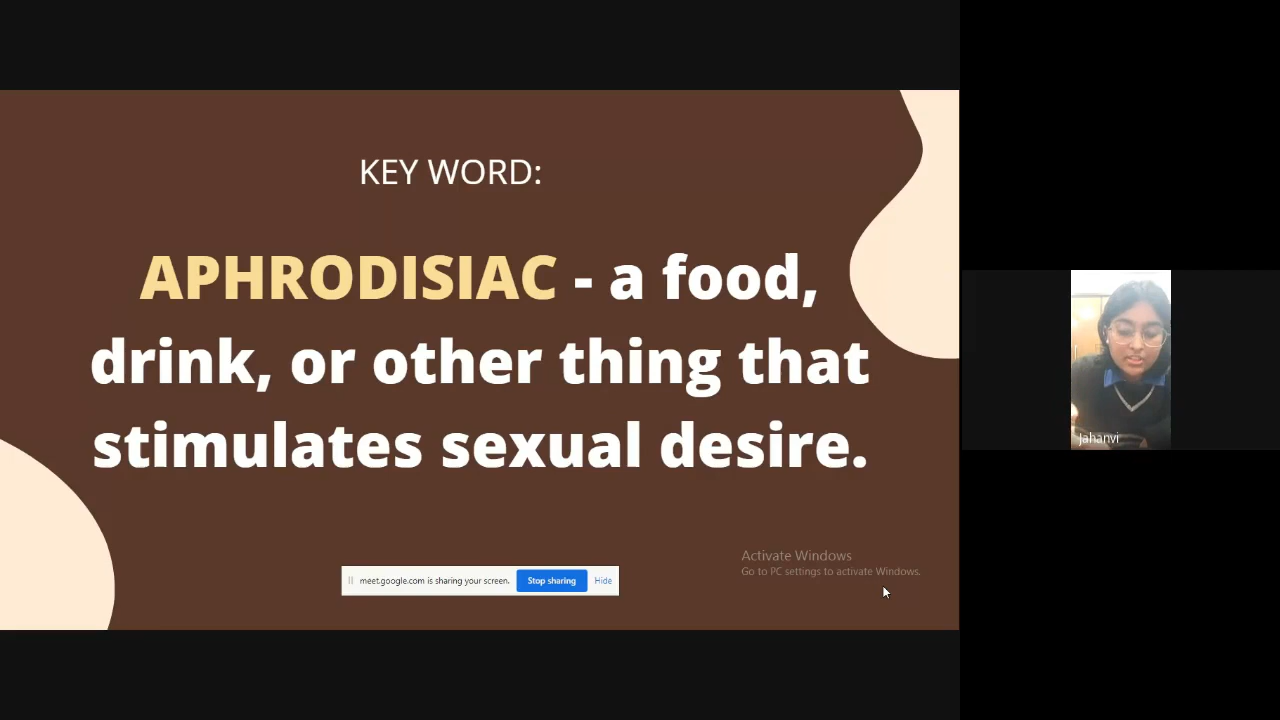 KEY WORD:
APHRODISIAC - a food,
drink, or other thing that
stimulates sexual desire.
Activate Windows
Go to PC settings to activate Windows.
meet.google.com is sharing your screen. Stop sharing Hide
Jahanvi